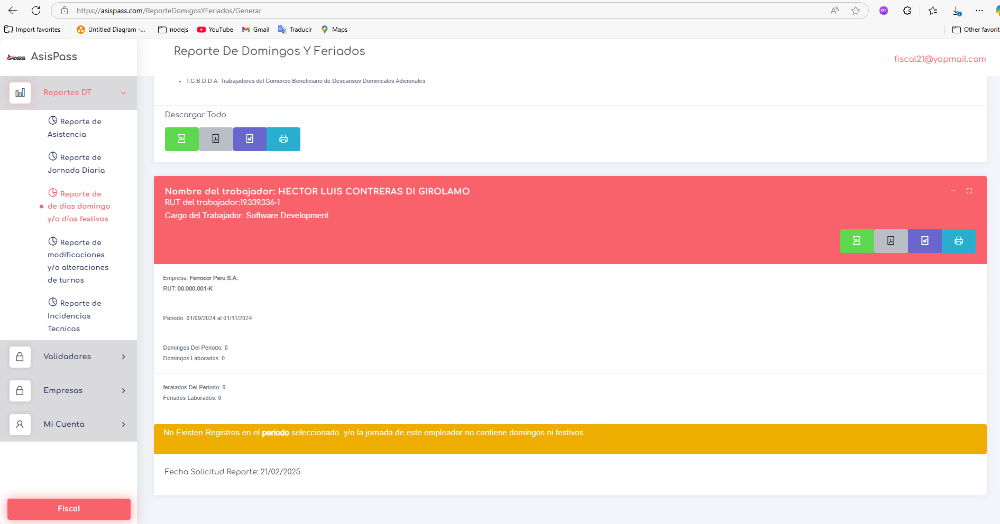 https://asispass.com/ReporteDomigosYFeriados/Generar
Import favorites
Untitled Diagram -...
nodejs
YouTube
Gmail
Traducir
Maps
Other favorit
APASS AsisPass
Reporte De Domingos Y Feriados
fiscal21@yopmail.com
Reportes DT
Reporte de
Asistencia
Reporte de
Jornada Diaria
Reporte de
de días domingo
y/o días festivos
Reporte de
modificaciones
y/o alteraciones
de turnos
Reporte de
Incidencias
Tecnicas
Validadores
Empresas
Mi Cuenta
Fiscal
T.C.B.D.D.A. Trabajadores del Comercio Beneficiario de Descansos Dominicales Adicionales
Descargar Todo
XLS
Nombre del trabajador: HECTOR LUIS CONTRERAS DI GIROLAMO
RUT del trabajador:19,339,336-1
Cargo del Trabajador: Software Development
XLS
Empresa: Ferrocor Peru S.A.
RUT: 00.000.001-K
Periodo: 01/09/2024 al 01/11/2024
Domingos Del Periodo: 0
Domingos Laborados: 0
feraiados Del Periodo: 0
Feriados Laborados: 0
No Existen Registros en el periodo seleccionado. y/o la jornada de este empleador no contiene domingos ni festivos
Fecha Solicitud Reporte: 21/02/2025